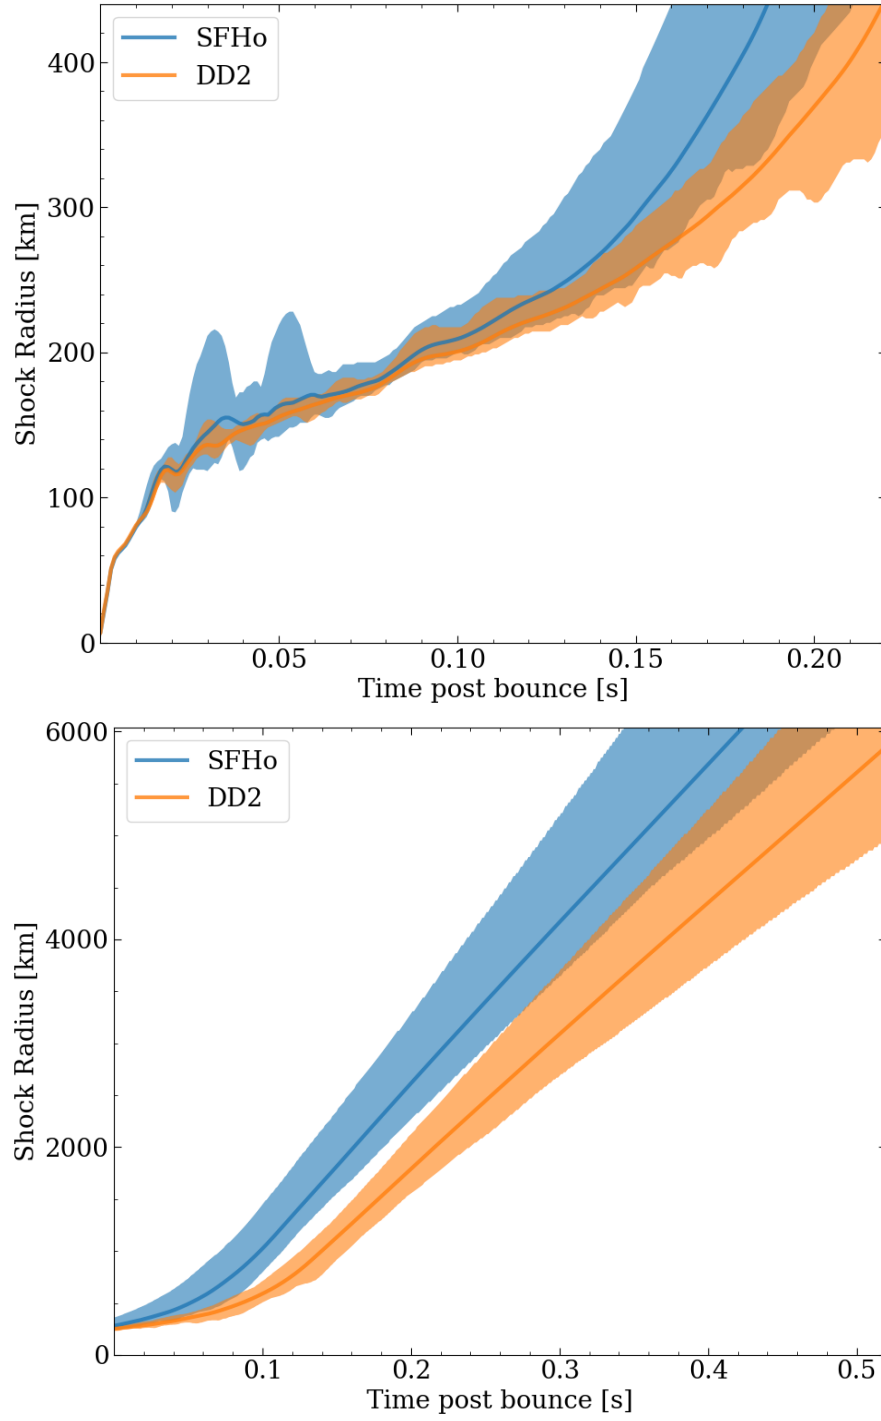 SFHo
DD2
400
300
200
100
0
Shock Radius [km]
0.05 0.10 0.15 0.20
Time post bounce [s]
SFHo
DD2
6000
4000
2000
0
Shock Radius [km]
0.1 0.2 0.3 0.4 0.5
Time post bounce [s]